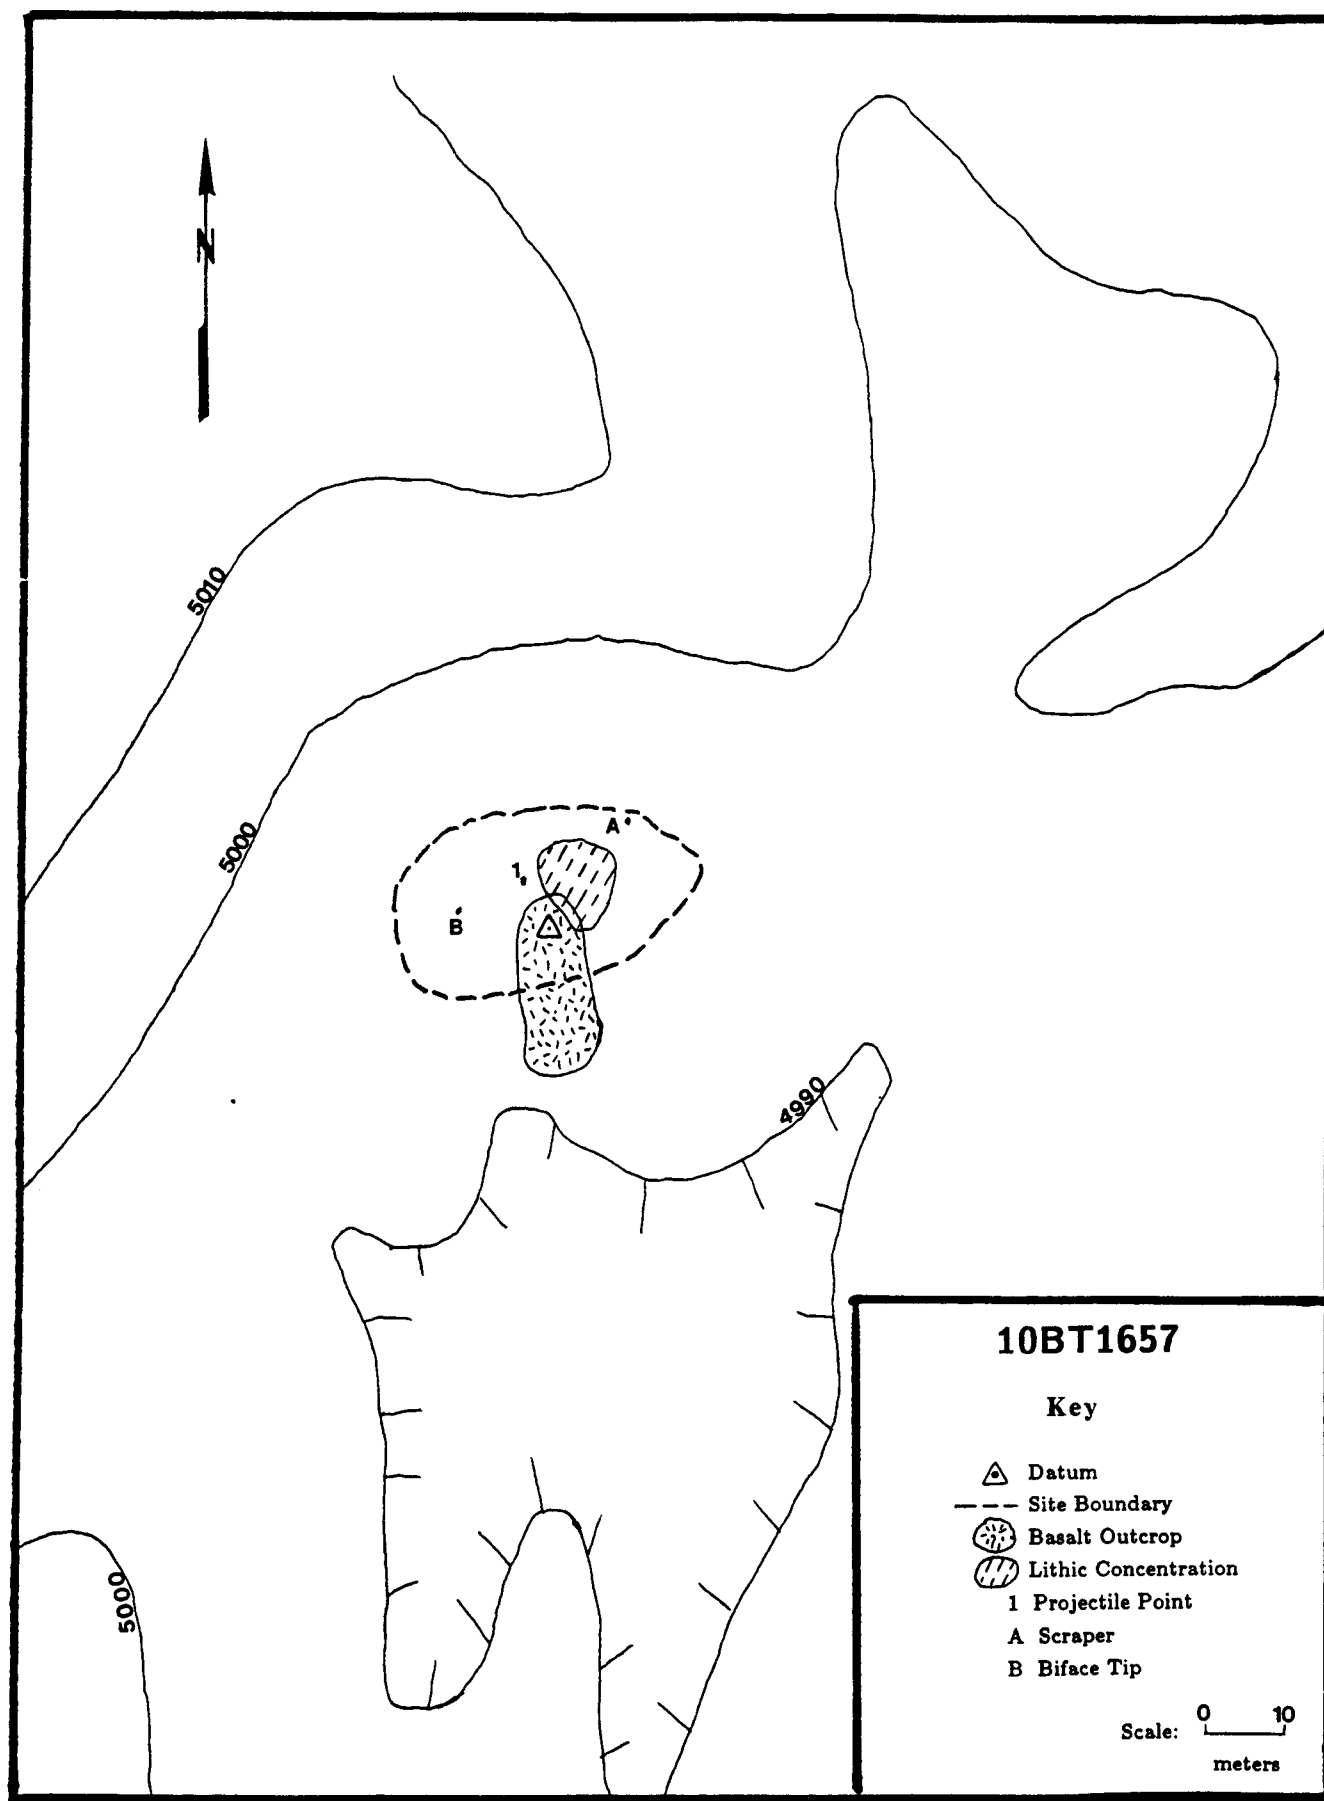 N
5010
5000
A
1
B
4990
5000
10BT1657
Key
Datum
Site Boundary
Basalt Outcrop
Lithic Concentration
1 Projectile Point
A Scraper
B Biface Tip
Scale: 0 10
meters